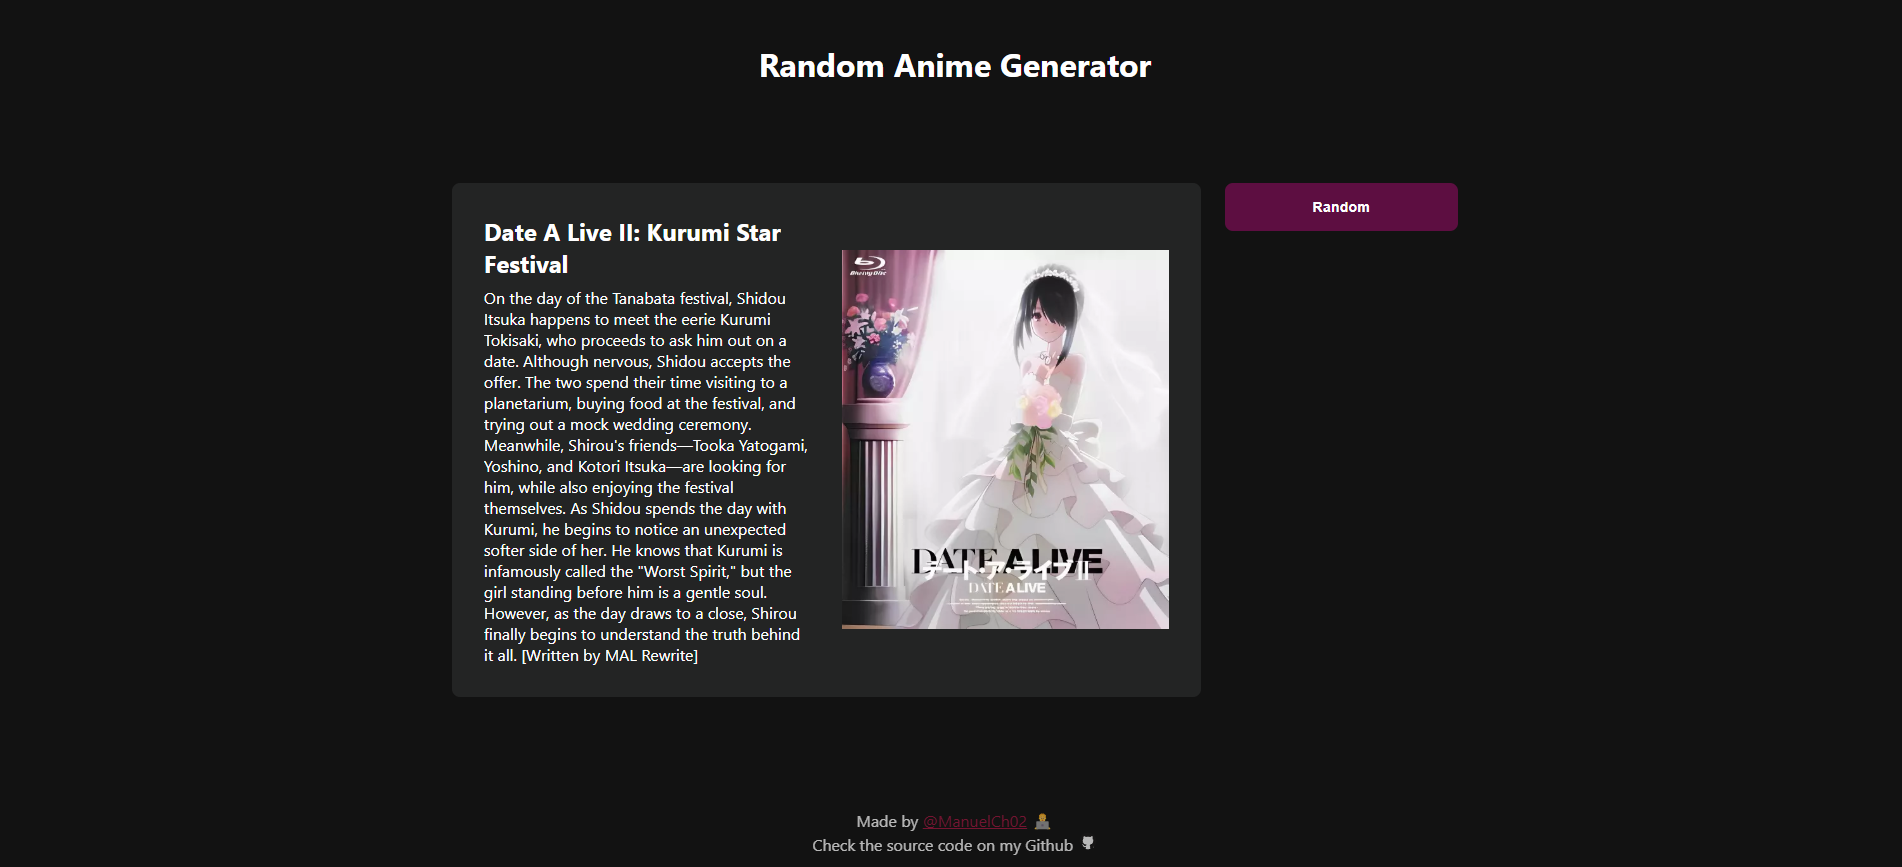 Random Anime Generator
Date A Live II: Kurumi Star
Festival
On the day of the Tanabata festival, Shidou
Itsuka happens to meet the eerie Kurumi
Tokisaki, who proceeds to ask him out on a
date. Although nervous, Shidou accepts the
offer. The two spend their time visiting to a
planetarium, buying food at the festival, and
trying out a mock wedding ceremony.
Meanwhile, Shirou's friends—Tooka Yatogami,
Yoshino, and Kotori Itsuka—are looking for
him, while also enjoying the festival
themselves. As Shidou spends the day with
Kurumi, he begins to notice an unexpected
softer side of her. He knows that Kurumi is
infamously called the "Worst Spirit," but the
girl standing before him is a gentle soul.
However, as the day draws to a close, Shirou
finally begins to understand the truth behind
it all. [Written by MAL Rewrite]
Blu-ray Disc
DATE A LIVE
デート・ア・ライブII
DATE A LIVE
Random
Made by @ManuelCh02
Check the source code on my Github